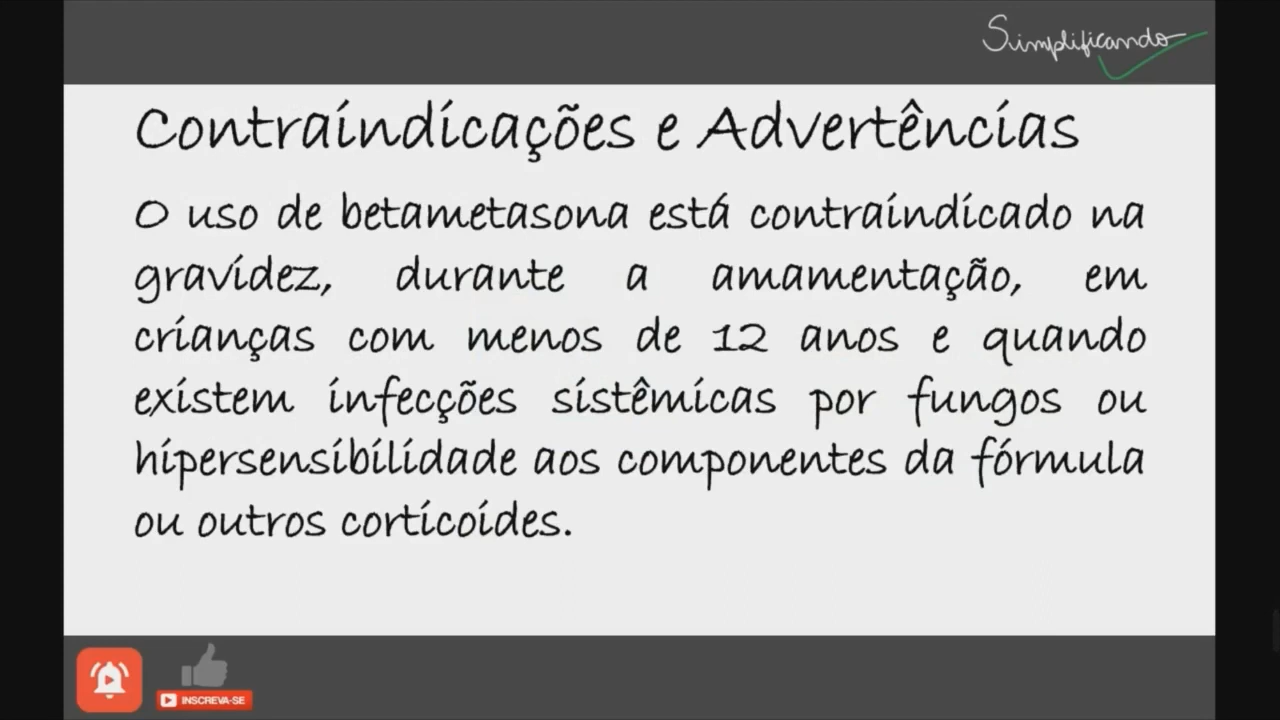 Simplificando
Contraindicações e Advertências
O uso de betametasona está contraindicado na
gravidez, durante a amamentação, em
crianças com menos de 12 anos e quando
existem infecções sistêmicas por fungos ou
hipersensibilidade aos componentes da fórmula
ou outros corticoides.
INSCREVA-SE